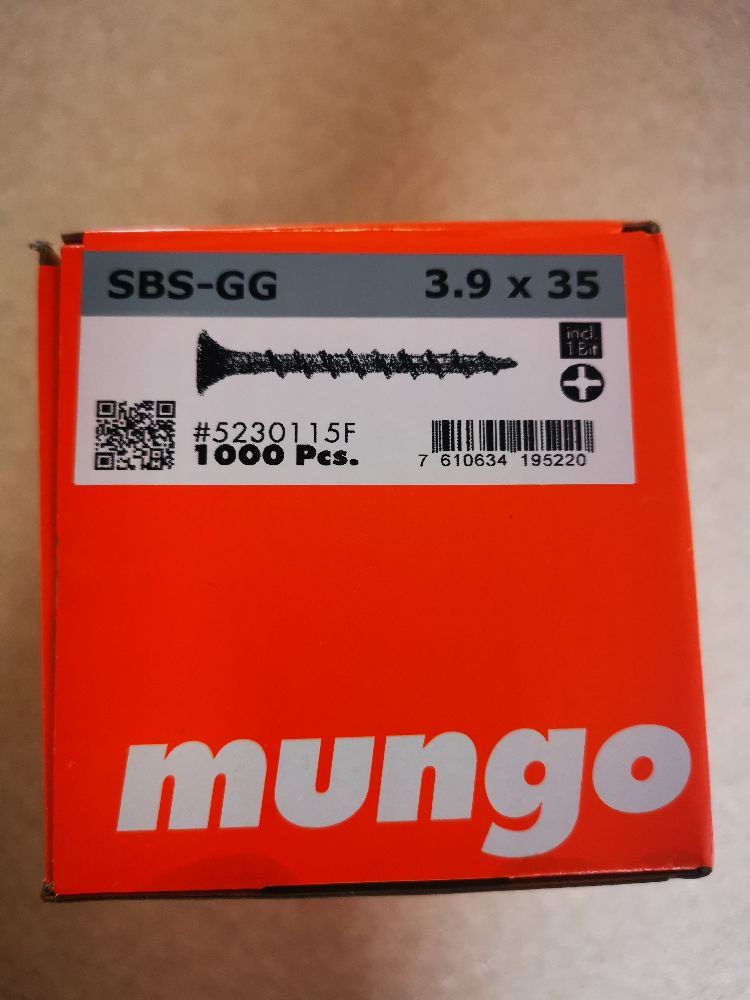 SBS-GG 3.9 x 35
incl.
1 Bit
#5230115F
1000 Pcs.
7 610634 195220
mungo